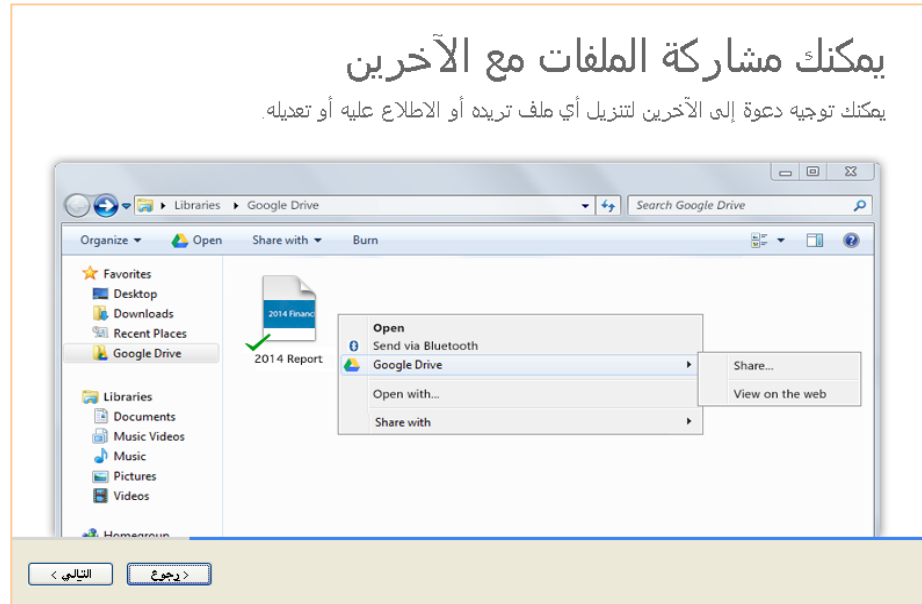 يمكنك مشاركة الملفات مع الآخرين
يمكنك توجيه دعوة إلى الآخرين لتنزيل أي ملف تريده أو الاطلاع عليه أو تعديله.
Libraries
Google Drive
Search Google Drive
Organize
Open
Share with
Burn
Favorites
Desktop
Downloads
Recent Places
Google Drive
Libraries
Documents
Music Videos
Music
Pictures
Videos
Homegroup
2014 Financ
2014 Report
Open
Send via Bluetooth
Google Drive
Open with...
Share with
Share...
View on the web
< رجوع
التالي >